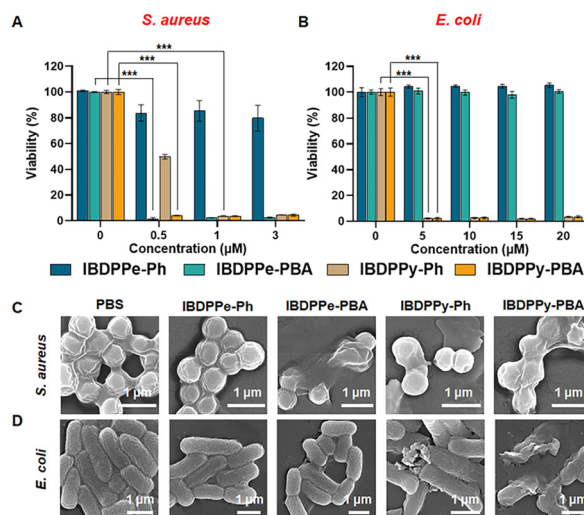 A
S. aureus
B
E. coli
Viability (%)
120
100
80
60
40
20
0
***
***
***
0
0.5
1
3
Concentration (µM)
Viability (%)
120
100
80
60
40
20
0
***
***
0
5
10
15
20
Concentration (µM)
IBDPPe-Ph
IBDPPe-PBA
IBDPPy-Ph
IBDPPy-PBA
C
PBS
IBDPPe-Ph
IBDPPe-PBA
IBDPPy-Ph
IBDPPy-PBA
S. aureus
1 µm
1 µm
1 µm
1 µm
1 µm
D
E. coli
1 µm
1 µm
1 µm
1 µm
1 µm